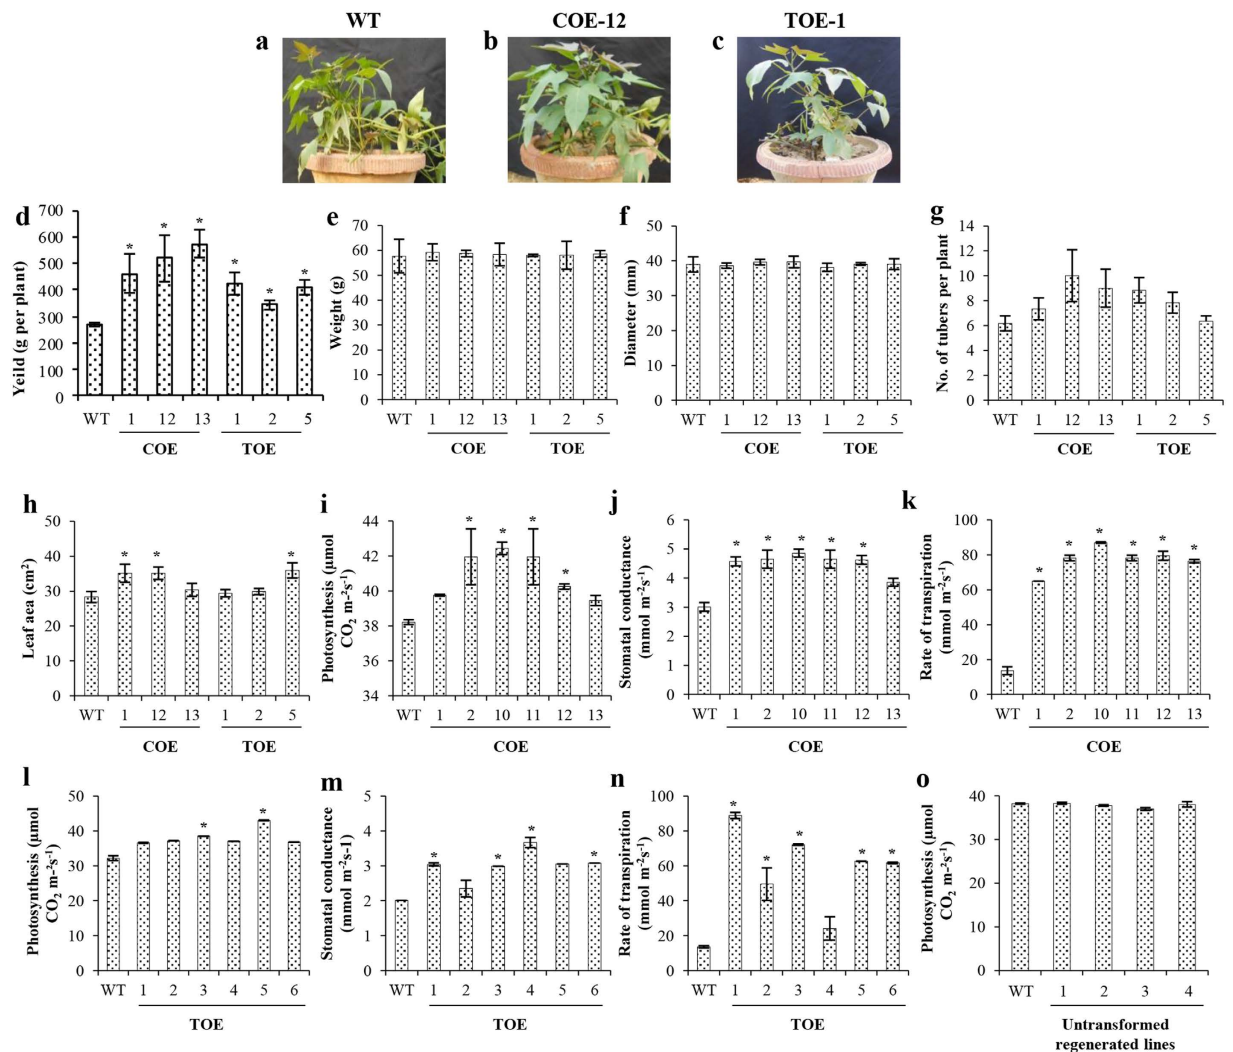 WT COE-12 TOE-1
a b c
d
Yeild (g per plant)
700
600
500
400
300
200
100
0
* * * * * *
WT 1 12 13 1 2 5
COE TOE
e
Weight (g)
70
60
50
40
30
20
10
0
WT 1 12 13 1 2 5
COE TOE
f
Diameter (mm)
50
40
30
20
10
0
WT 1 12 13 1 2 5
COE TOE
g
No. of tubers per plant
14
12
10
8
6
4
2
0
WT 1 12 13 1 2 5
COE TOE
h
Leaf aea (cm²)
50
40
30
20
10
0
* * *
WT 1 12 13 1 2 5
COE TOE
i
Photosynthesis (µmol
CO₂ m-²s⁻¹)
44
42
40
38
36
34
* * * *
WT 1 2 10 11 12 13
COE
j
Stomatal conductance
(mmol m⁻²s⁻¹)
6
5
4
3
2
1
0
* * * * *
WT 1 2 10 11 12 13
COE
k
Rate of transpiration
(mmol m⁻²s⁻¹)
100
80
60
40
20
0
* * * * * *
WT 1 2 10 11 12 13
COE
l
Photosynthesis (µmol
CO₂ m-²s⁻¹)
50
40
30
20
10
0
* *
WT 1 2 3 4 5 6
TOE
m
Stomatal conductance
(mmol m⁻²s-1)
5
4
3
2
1
0
* * * *
WT 1 2 3 4 5 6
TOE
n
Rate of transpiration
(mmol m⁻²s⁻¹)
100
80
60
40
20
0
* * * * *
WT 1 2 3 4 5 6
TOE
o
Photosynthesis (µmol
CO₂ m-²s⁻¹)
40
30
20
10
0
WT 1 2 3 4
Untransformed
regenerated lines